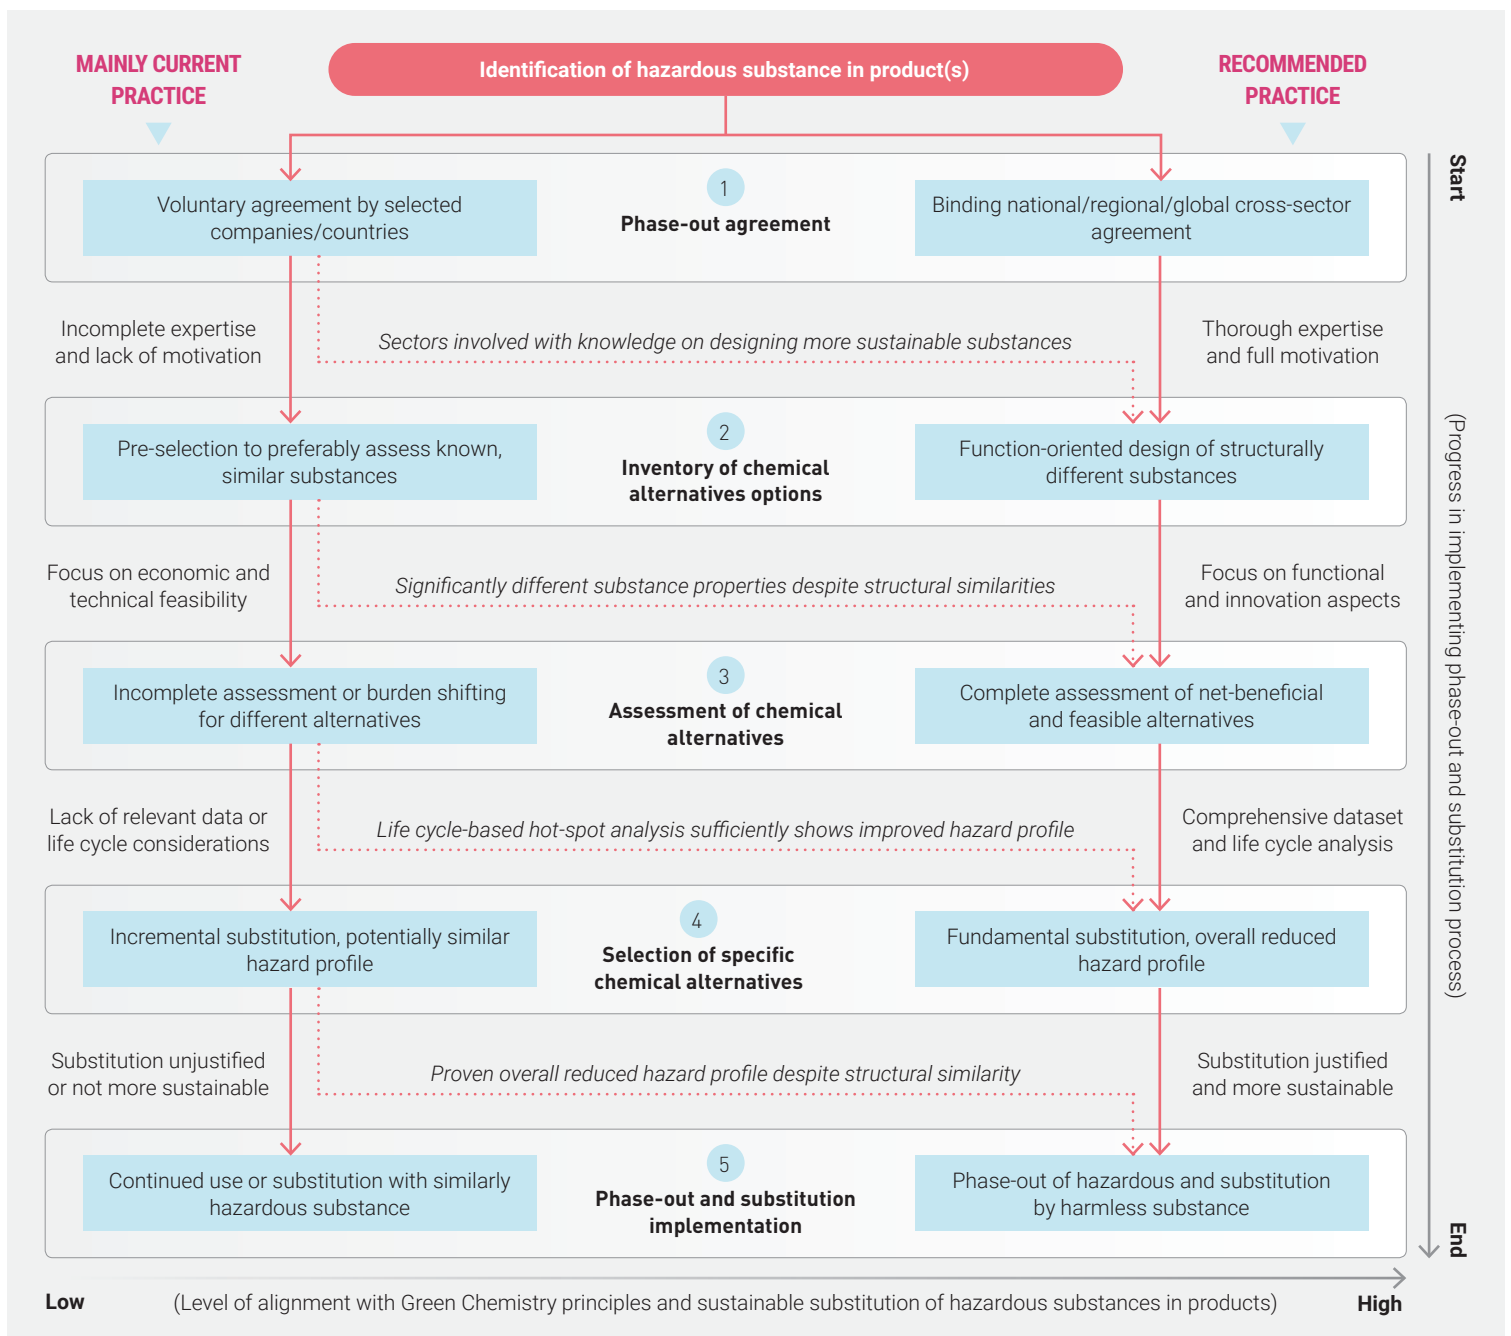 MAINLY CURRENT
PRACTICE
Identification of hazardous substance in product(s)
RECOMMENDED
PRACTICE
Start
(Progress in implementing phase-out and substitution process)
End
Voluntary agreement by selected
companies/countries
1
Phase-out agreement
Binding national/regional/global cross-sector
agreement
Incomplete expertise
and lack of motivation
Sectors involved with knowledge on designing more sustainable substances
Thorough expertise
and full motivation
Pre-selection to preferably assess known,
similar substances
2
Inventory of chemical
alternatives options
Function-oriented design of structurally
different substances
Focus on economic and
technical feasibility
Significantly different substance properties despite structural similarities
Focus on functional
and innovation aspects
Incomplete assessment or burden shifting
for different alternatives
3
Assessment of chemical
alternatives
Complete assessment of net-beneficial
and feasible alternatives
Lack of relevant data or
life cycle considerations
Life cycle-based hot-spot analysis sufficiently shows improved hazard profile
Comprehensive dataset
and life cycle analysis
Incremental substitution, potentially similar
hazard profile
4
Selection of specific
chemical alternatives
Fundamental substitution, overall reduced
hazard profile
Substitution unjustified
or not more sustainable
Proven overall reduced hazard profile despite structural similarity
Substitution justified
and more sustainable
Continued use or substitution with similarly
hazardous substance
5
Phase-out and substitution
implementation
Phase-out of hazardous and substitution
by harmless substance
Low
(Level of alignment with Green Chemistry principles and sustainable substitution of hazardous substances in products)
High